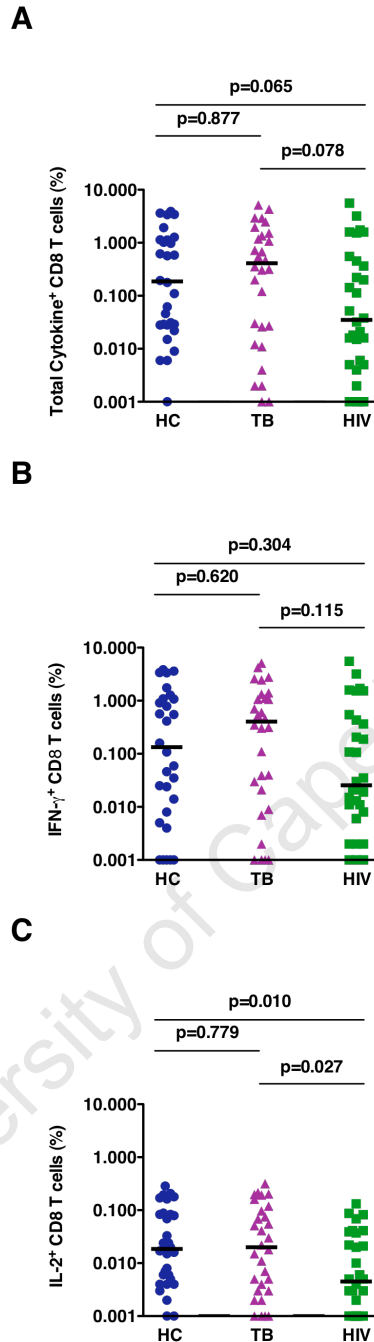 A
p=0.065
p=0.877
p=0.078
Total Cytokine⁺ CD8 T cells (%)
10.000
1.000
0.100
0.010
0.001
HC TB HIV
B
p=0.304
p=0.620
p=0.115
IFN-γ⁺ CD8 T cells (%)
10.000
1.000
0.100
0.010
0.001
HC TB HIV
C
p=0.010
p=0.779
p=0.027
IL-2⁺ CD8 T cells (%)
10.000
1.000
0.100
0.010
0.001
HC TB HIV
ersity of Cape